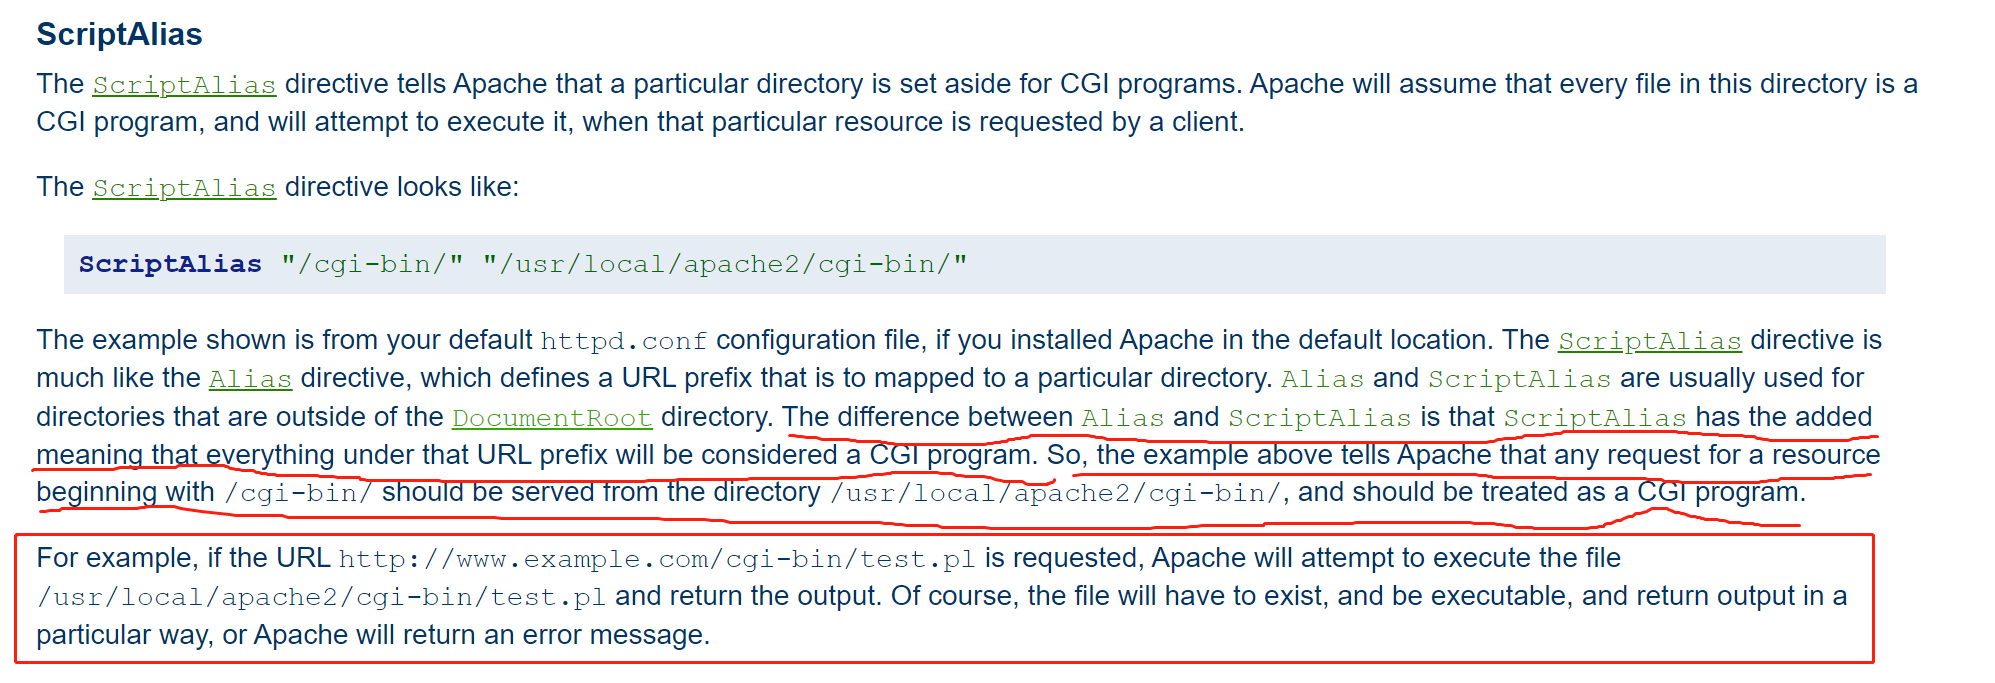 ScriptAlias
The ScriptAlias directive tells Apache that a particular directory is set aside for CGI programs. Apache will assume that every file in this directory is a
CGI program, and will attempt to execute it, when that particular resource is requested by a client.
The ScriptAlias directive looks like:
ScriptAlias "/cgi-bin/" "/usr/local/apache2/cgi-bin/"
The example shown is from your default httpd.conf configuration file, if you installed Apache in the default location. The ScriptAlias directive is
much like the Alias directive, which defines a URL prefix that is to mapped to a particular directory. Alias and ScriptAlias are usually used for
directories that are outside of the DocumentRoot directory. The difference between Alias and ScriptAlias is that ScriptAlias has the added
meaning that everything under that URL prefix will be considered a CGI program. So, the example above tells Apache that any request for a resource
beginning with /cgi-bin/ should be served from the directory /usr/local/apache2/cgi-bin/, and should be treated as a CGI program.
For example, if the URL http://www.example.com/cgi-bin/test.pl is requested, Apache will attempt to execute the file
/usr/local/apache2/cgi-bin/test.pl and return the output. Of course, the file will have to exist, and be executable, and return output in a
particular way, or Apache will return an error message.